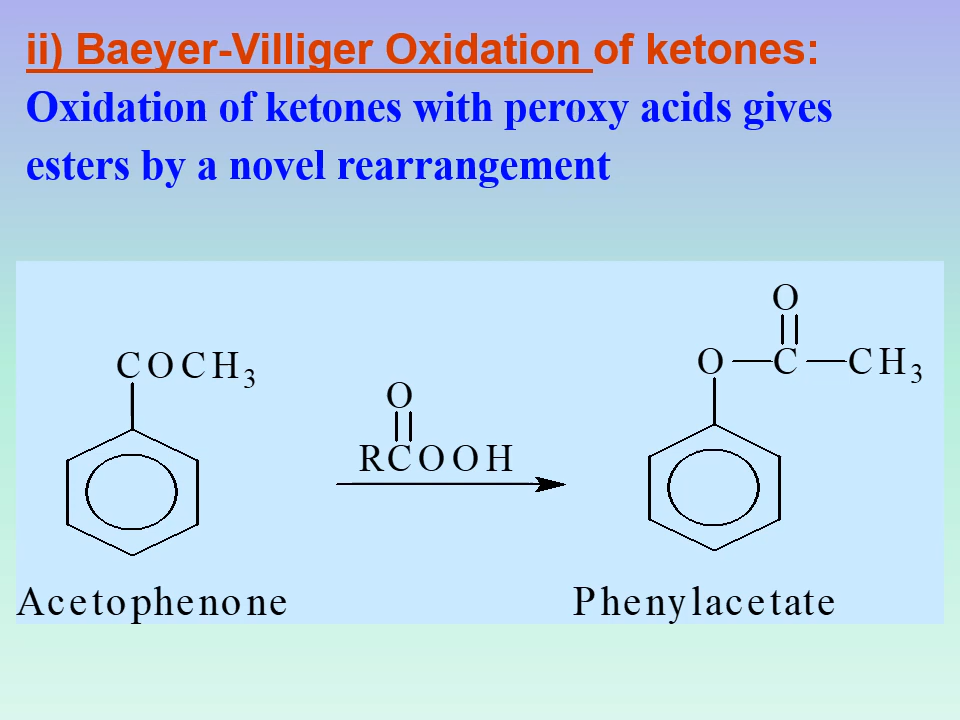 ii) Baeyer-Villiger Oxidation of ketones:
Oxidation of ketones with peroxy acids gives
esters by a novel rearrangement
COCH3
O
RCOOH
O
O C CH3
Acetophenone
Phenylacetate